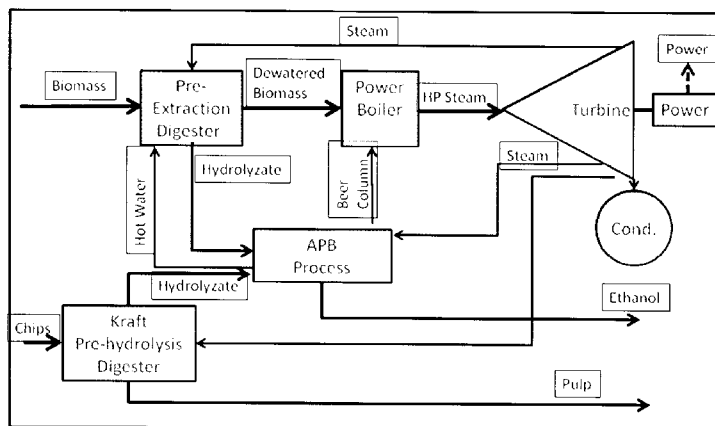 Steam
Power
Biomass
Pre-
Extraction
Digester
Dewatered
Biomass
Power
Boiler
HP Steam
Turbine
Power
Hydrolyzate
Steam
Hot Water
Beer
Column
APB
Process
Cond.
Hydrolyzate
Ethanol
Chips
Kraft
Pre-hydrolysis
Digester
Pulp